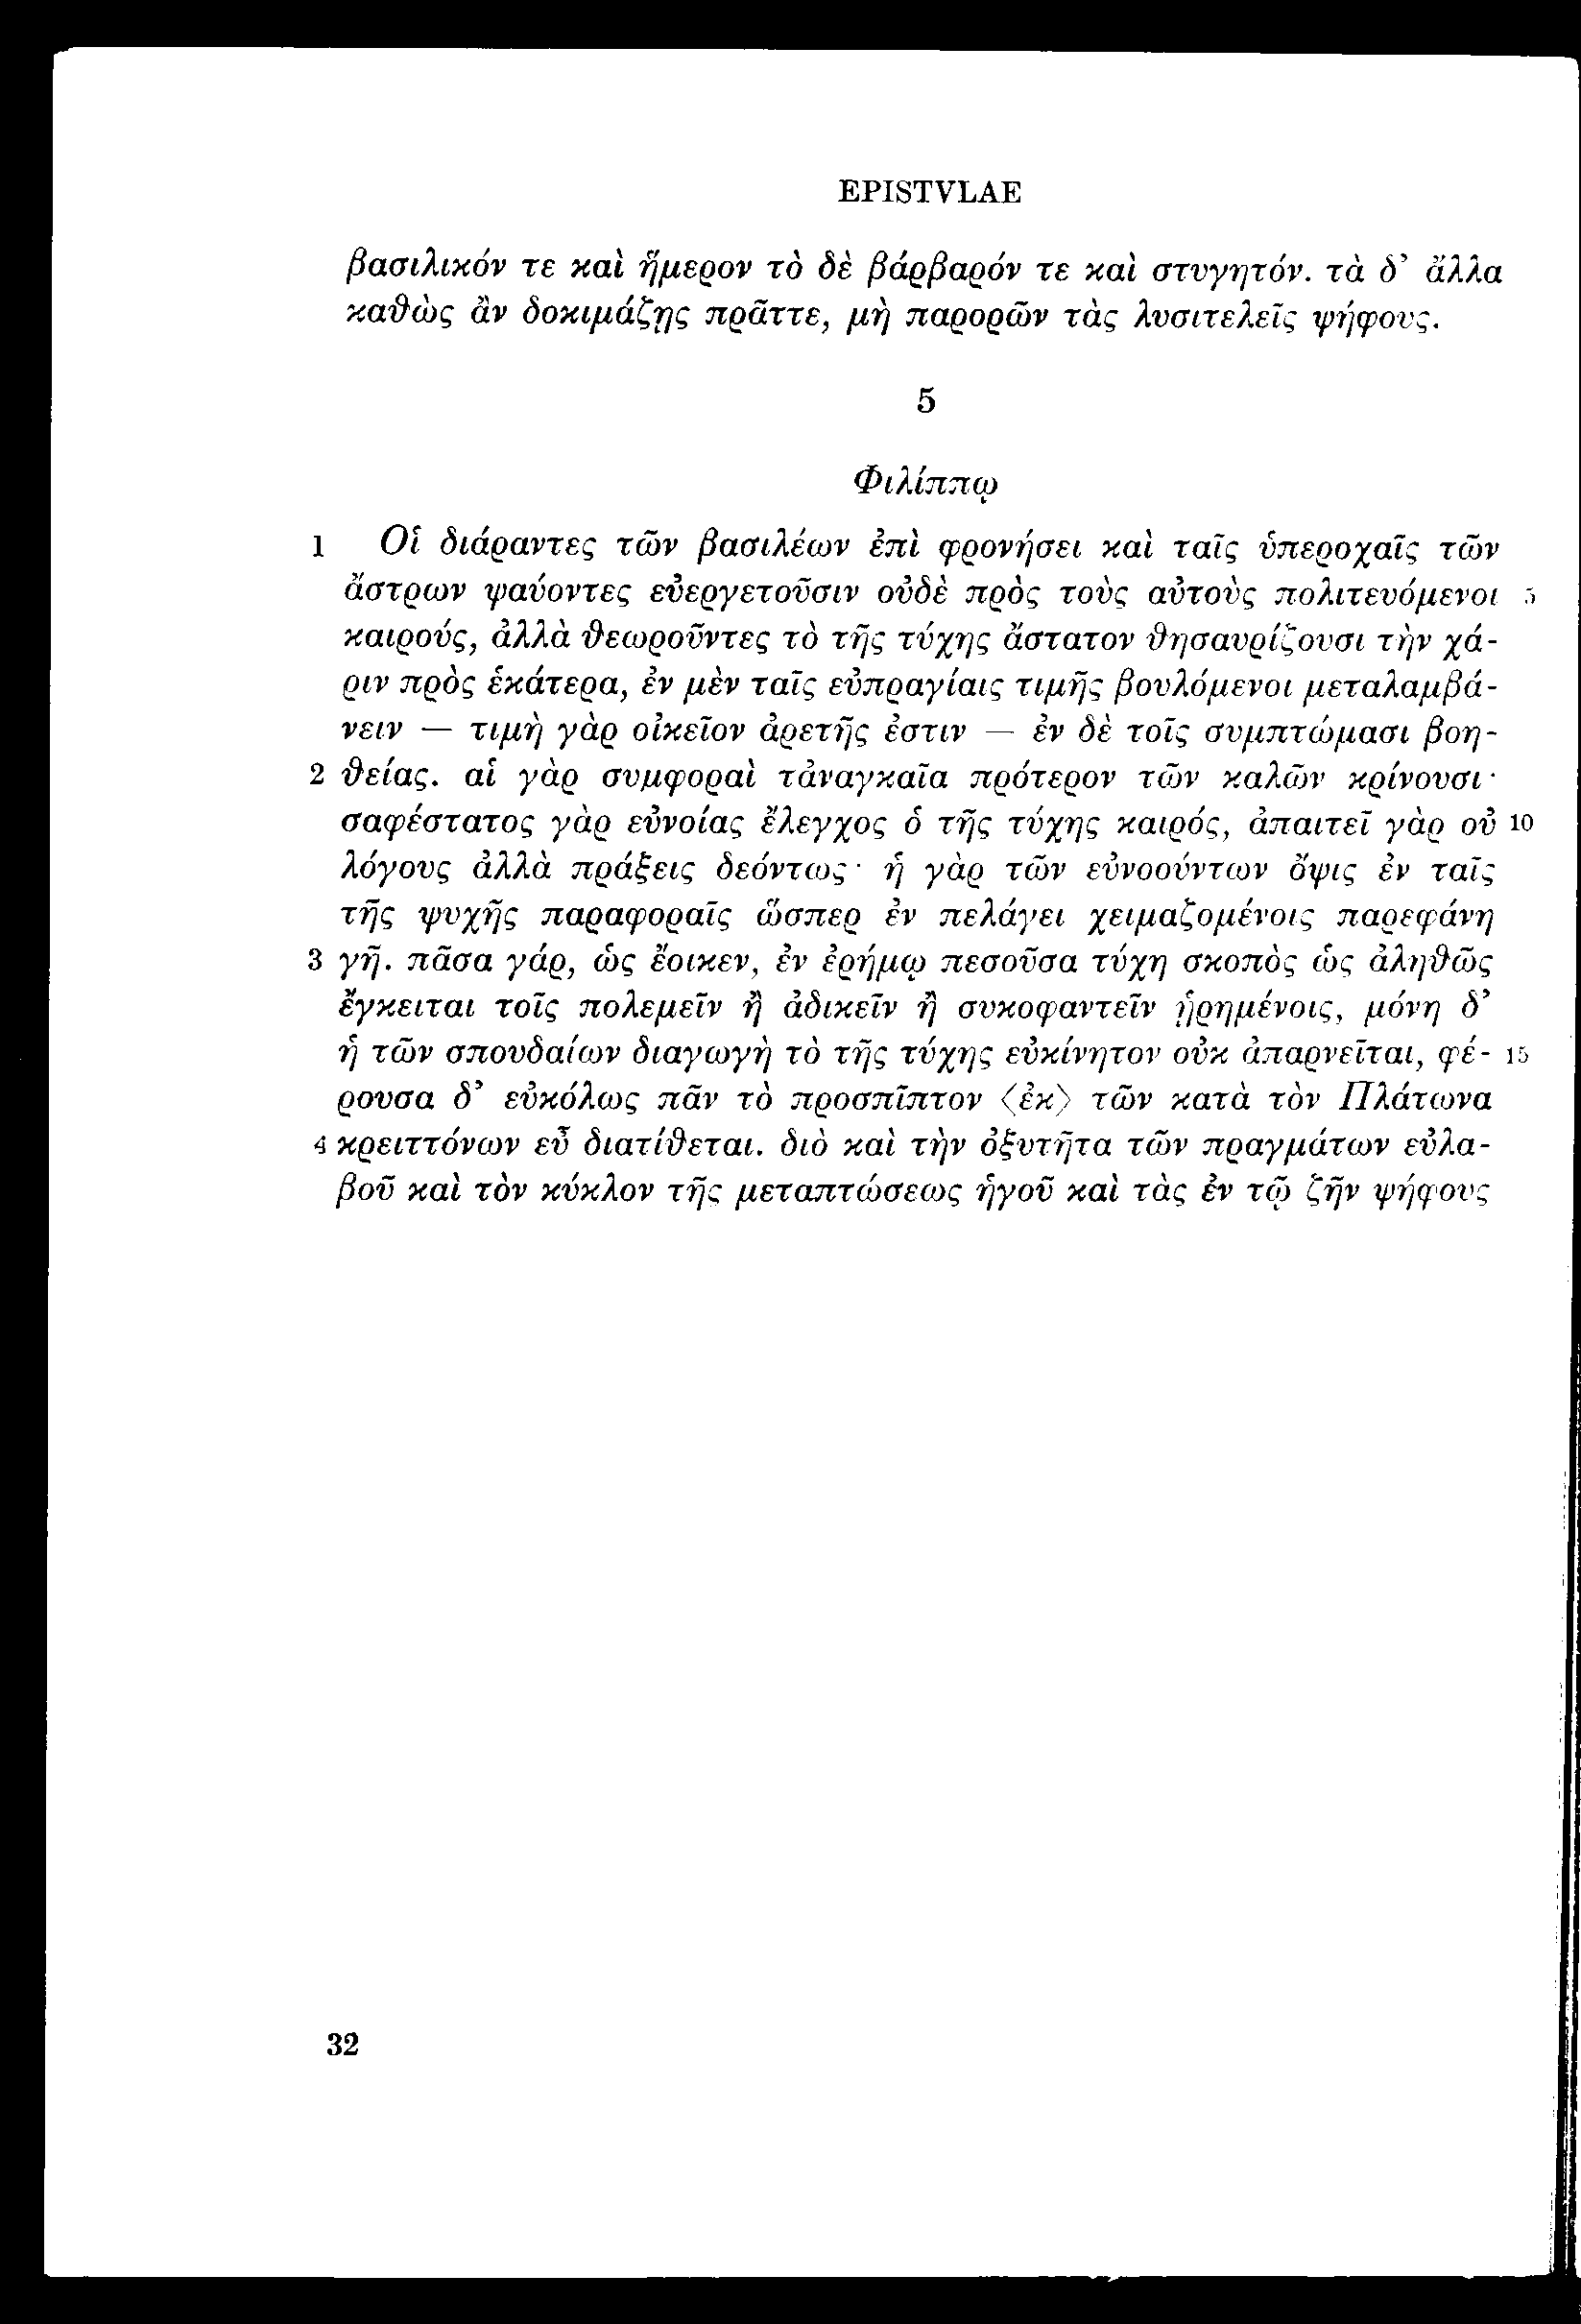 EPISTVLAE
βασιλικόν τε καὶ ἥμερον τὸ δὲ βάρβαρόν τε καὶ στυγητόν. τὰ δ’ ἄλλα
καθὼς ἂν δοκιμάζῃς πρᾶττε, μὴ παρορῶν τὰς λυσιτελεῖς ψήφους.
5
Φιλίππῳ
1 Οἱ διάραντες τῶν βασιλέων ἐπὶ φρονήσει καὶ ταῖς ὑπεροχαῖς τῶν
ἄστρων ψαύοντες εὐεργετοῦσιν οὐδὲ πρὸς τοὺς αὐτοὺς πολιτευόμενοι 5
καιρούς, ἀλλὰ θεωροῦντες τὸ τῆς τύχης ἄστατον θησαυρίζουσι τὴν χά-
ριν πρὸς ἑκάτερα, ἐν μὲν ταῖς εὐπραγίαις τιμῆς βουλόμενοι μεταλαμβά-
νειν — τιμὴ γὰρ οἰκεῖον ἀρετῆς ἐστιν — ἐν δὲ τοῖς συμπτώμασι βοη-
2 θείας. αἱ γὰρ συμφοραὶ τἀναγκαῖα πρότερον τῶν καλῶν κρίνουσι·
σαφέστατος γὰρ εὐνοίας ἔλεγχος ὁ τῆς τύχης καιρός, ἀπαιτεῖ γὰρ οὐ 10
λόγους ἀλλὰ πράξεις δεόντως· ἡ γὰρ τῶν εὐνοούντων ὄψις ἐν ταῖς
τῆς ψυχῆς παραφοραῖς ὥσπερ ἐν πελάγει χειμαζομένοις παρεφάνη
3 γῆ. πᾶσα γάρ, ὡς ἔοικεν, ἐν ἐρήμῳ πεσοῦσα τύχη σκοπὸς ὡς ἀληθῶς
ἔγκειται τοῖς πολεμεῖν ἢ ἀδικεῖν ἢ συκοφαντεῖν ᾑρημένοις, μόνη δ’
ἡ τῶν σπουδαίων διαγωγὴ τὸ τῆς τύχης εὐκίνητον οὐκ ἀπαρνεῖται, φέ- 15
ρουσα δ’ εὐκόλως πᾶν τὸ προσπῖπτον ⟨ἐκ⟩ τῶν κατὰ τὸν Πλάτωνα
4 κρειττόνων εὖ διατίθεται. διὸ καὶ τὴν ὀξυτῆτα τῶν πραγμάτων εὐλα-
βοῦ καὶ τὸν κύκλον τῆς μεταπτώσεως ἡγοῦ καὶ τὰς ἐν τῷ ζῆν ψήφους
32